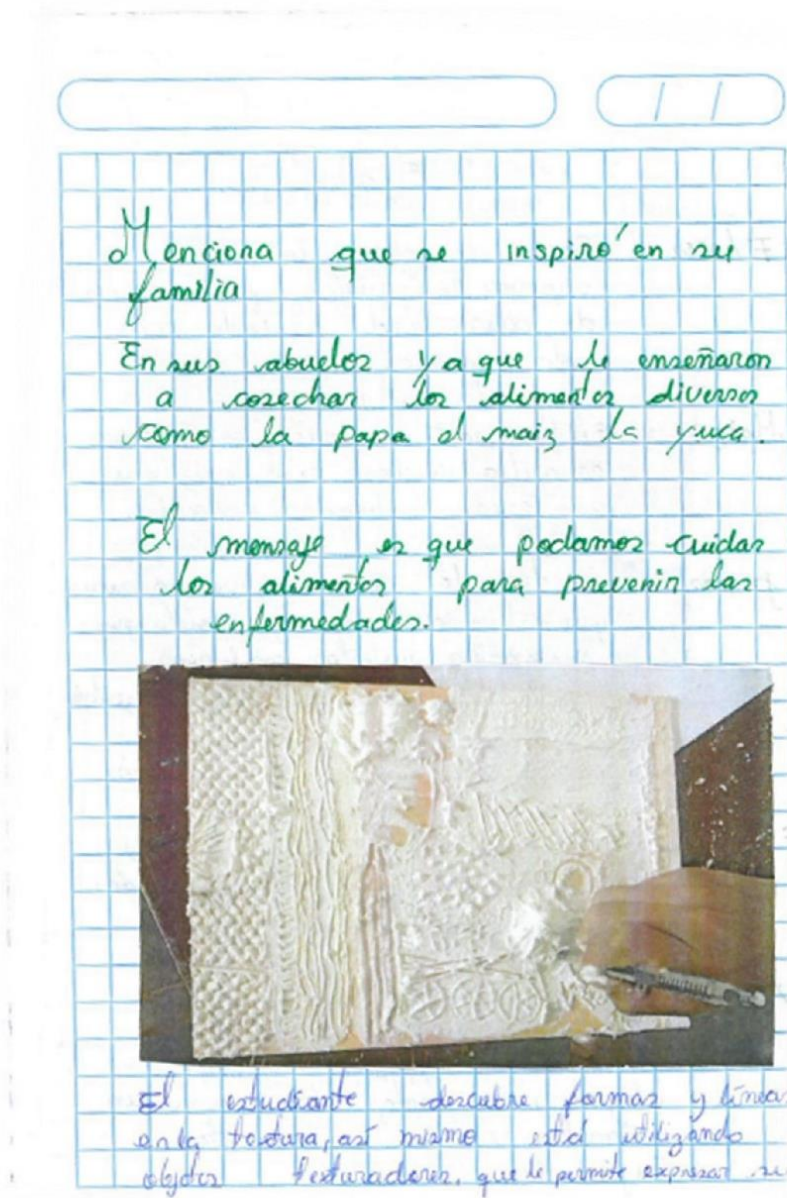 Menciona que se inspiró en su
familia
En sus abuelos ya que le enseñaron
a cosechar los alimentos diversos
como la papa el maiz la yuca.
El mensaje es que podamos cuidar
los alimentos para prevenir las
enfermedades.
El estudiante descubre formas y líneas
en la textura, así mismo está utilizando
objetos texturadores, que le permite expresar su